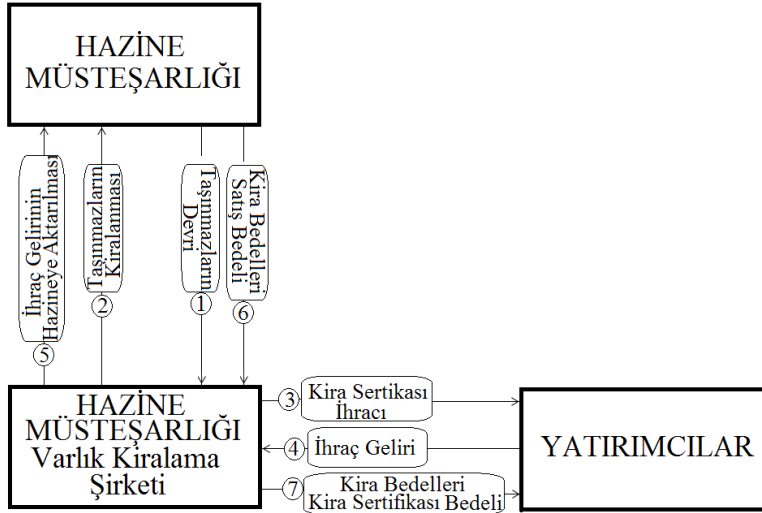 HAZİNE
MÜSTEŞARLIĞI
İhraç Gelirinin
Hazineye Aktarılması
5
Taşınmazların
Kiralanması
2
Taşınmazların
Devri
1
Kira Bedelleri
Satış Bedeli
6
HAZİNE
MÜSTEŞARLIĞI
Varlık Kiralama
Şirketi
3
Kira Sertikası
İhracı
4
İhraç Geliri
7
Kira Bedelleri
Kira Sertifikası Bedeli
YATIRIMCILAR